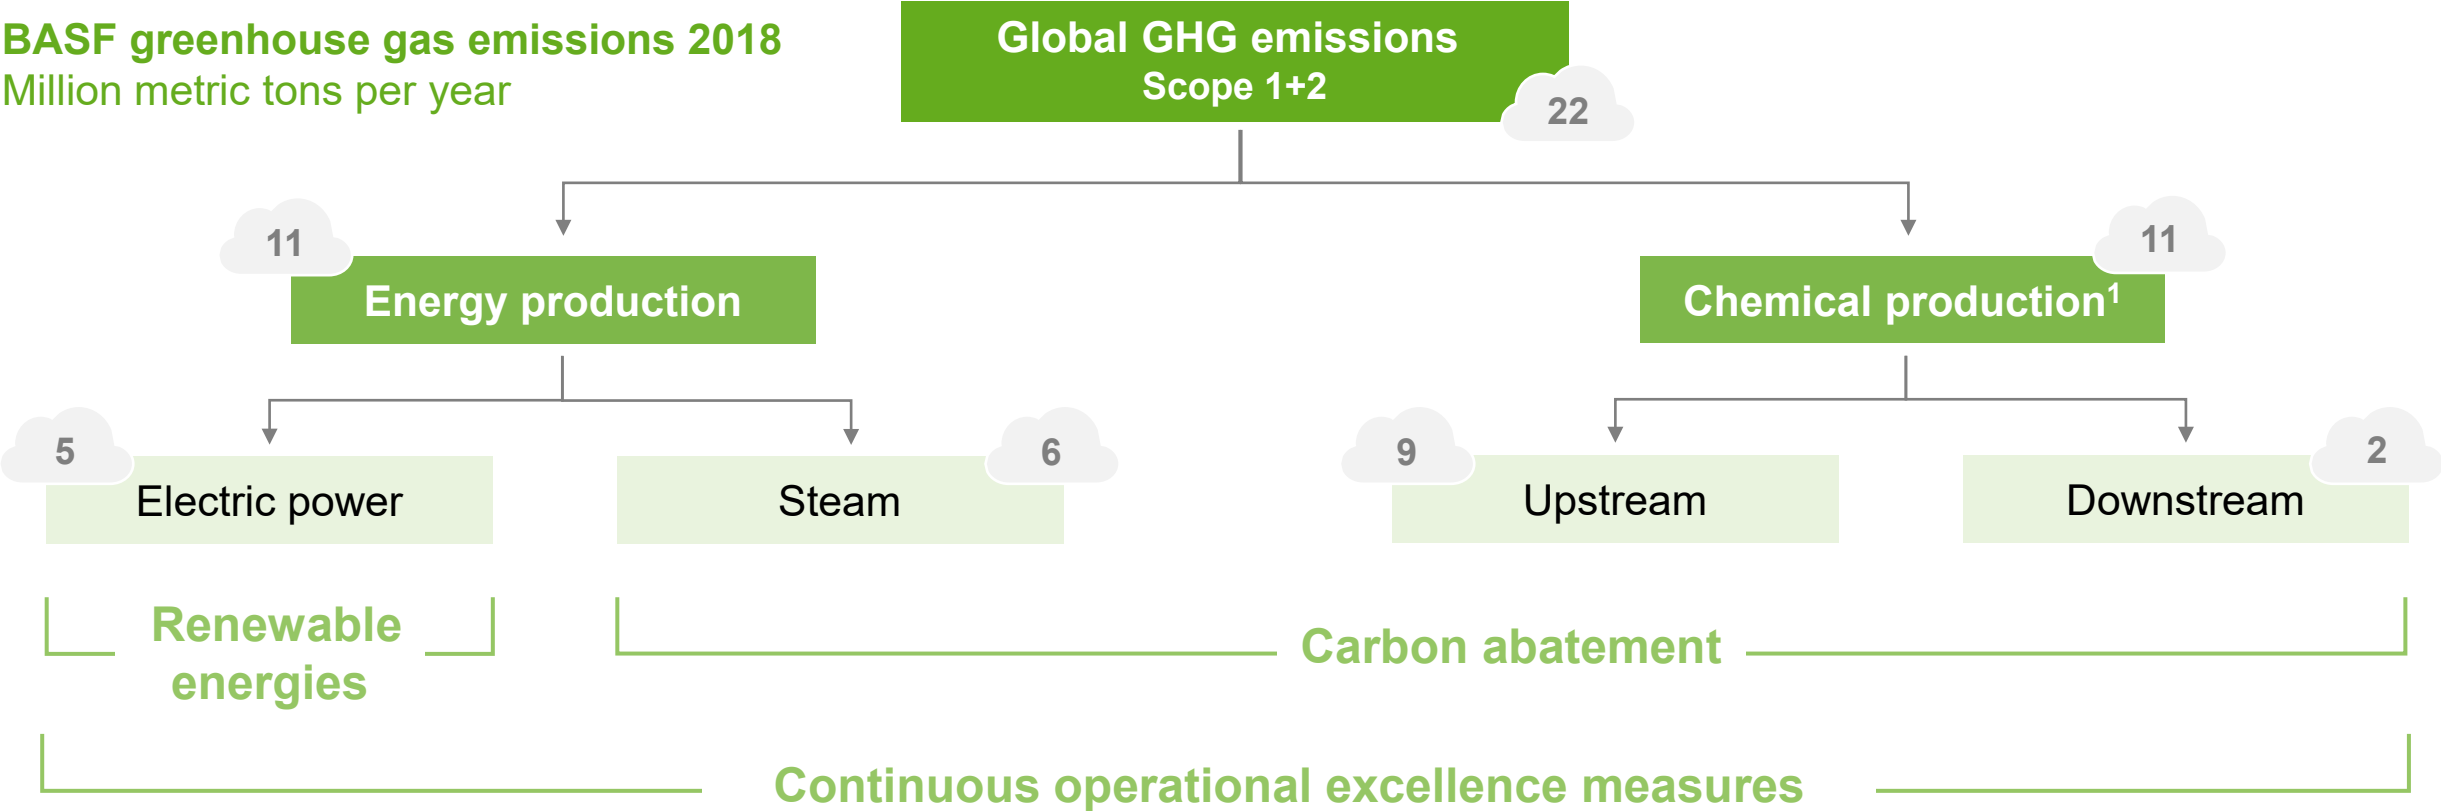 BASF greenhouse gas emissions 2018
Million metric tons per year
Global GHG emissions
Scope 1+2
22
11
11
Energy production
Chemical production¹
5
6
9
2
Electric power
Steam
Upstream
Downstream
Renewable
energies
Carbon abatement
Continuous operational excellence measures